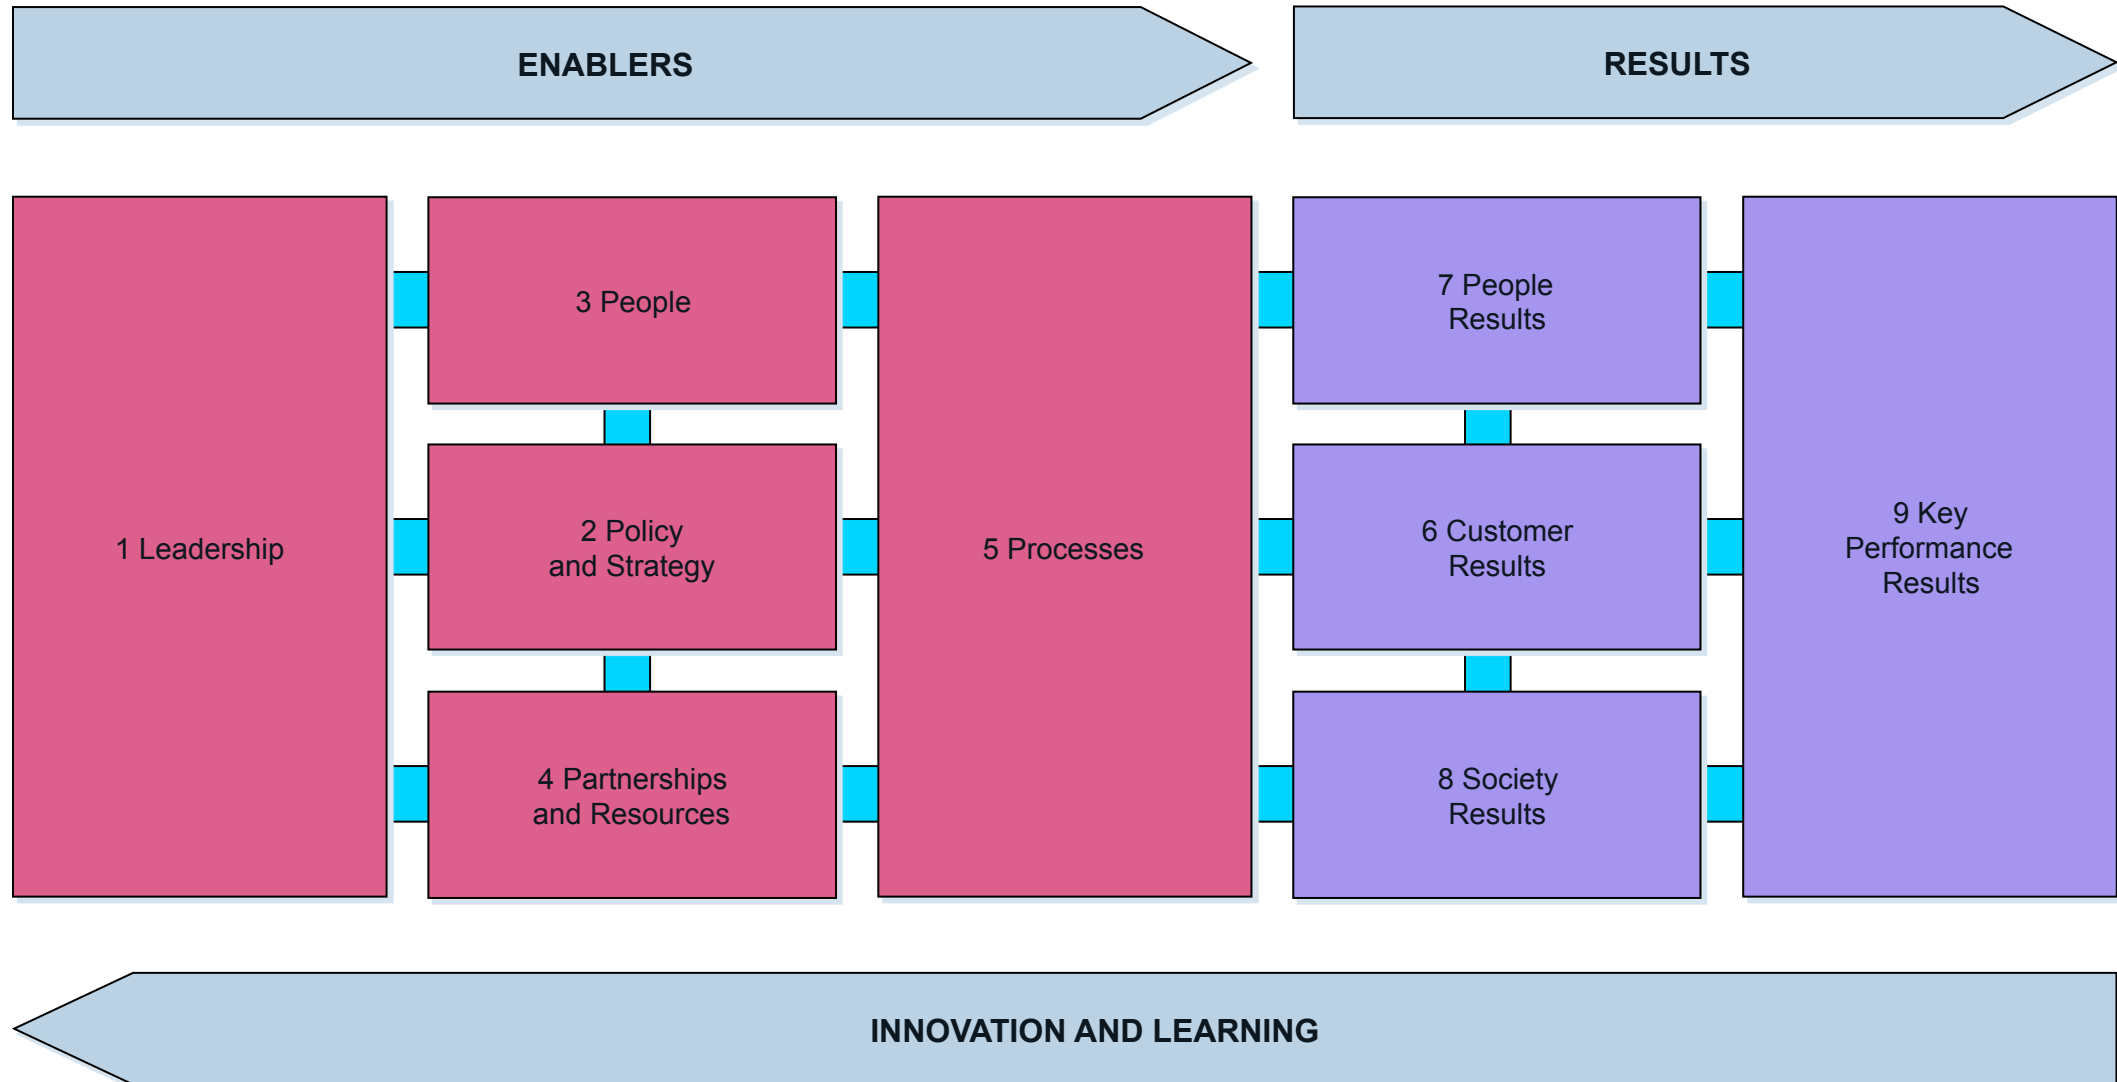 ENABLERS
RESULTS
1 Leadership
3 People
2 Policy
and Strategy
4 Partnerships
and Resources
5 Processes
7 People
Results
6 Customer
Results
8 Society
Results
9 Key
Performance
Results
INNOVATION AND LEARNING